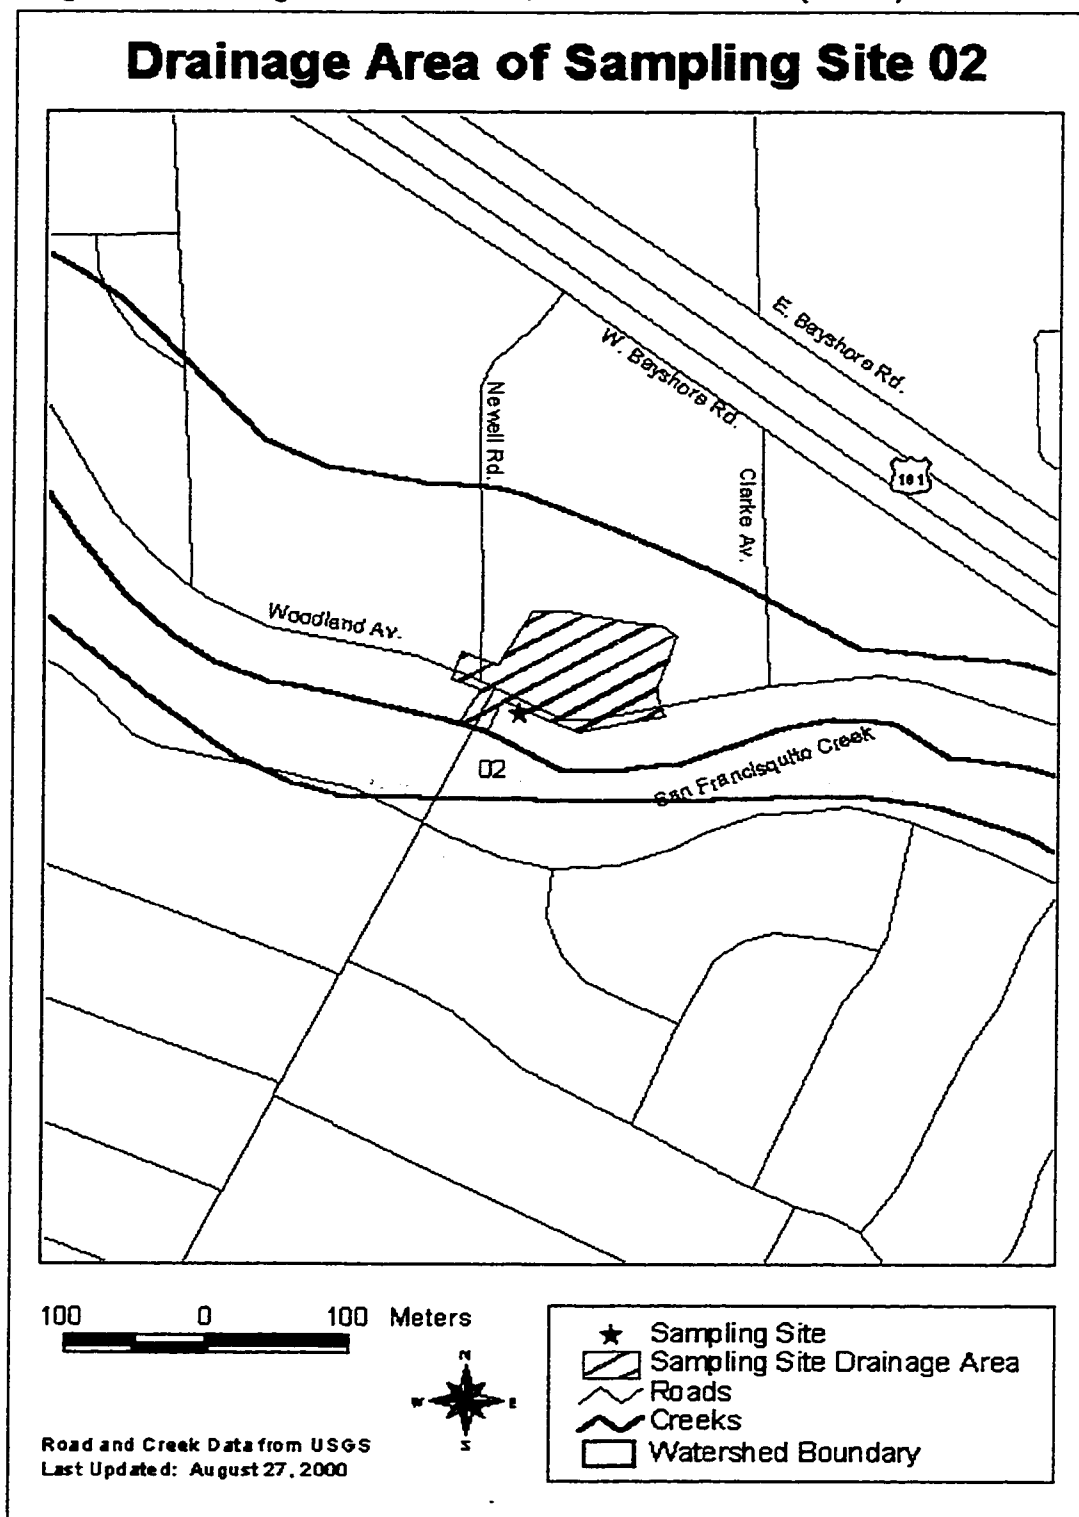 Drainage Area of Sampling Site 02
E. Bayshore Rd.
W. Bayshore Rd.
Newell Rd.
101
Clarke Av.
Woodland Av.
02
San Francisquito Creek
100 0 100 Meters
N
W E
S
Road and Creek Data from USGS
Last Updated: August 27, 2000
Sampling Site
Sampling Site Drainage Area
Roads
Creeks
Watershed Boundary